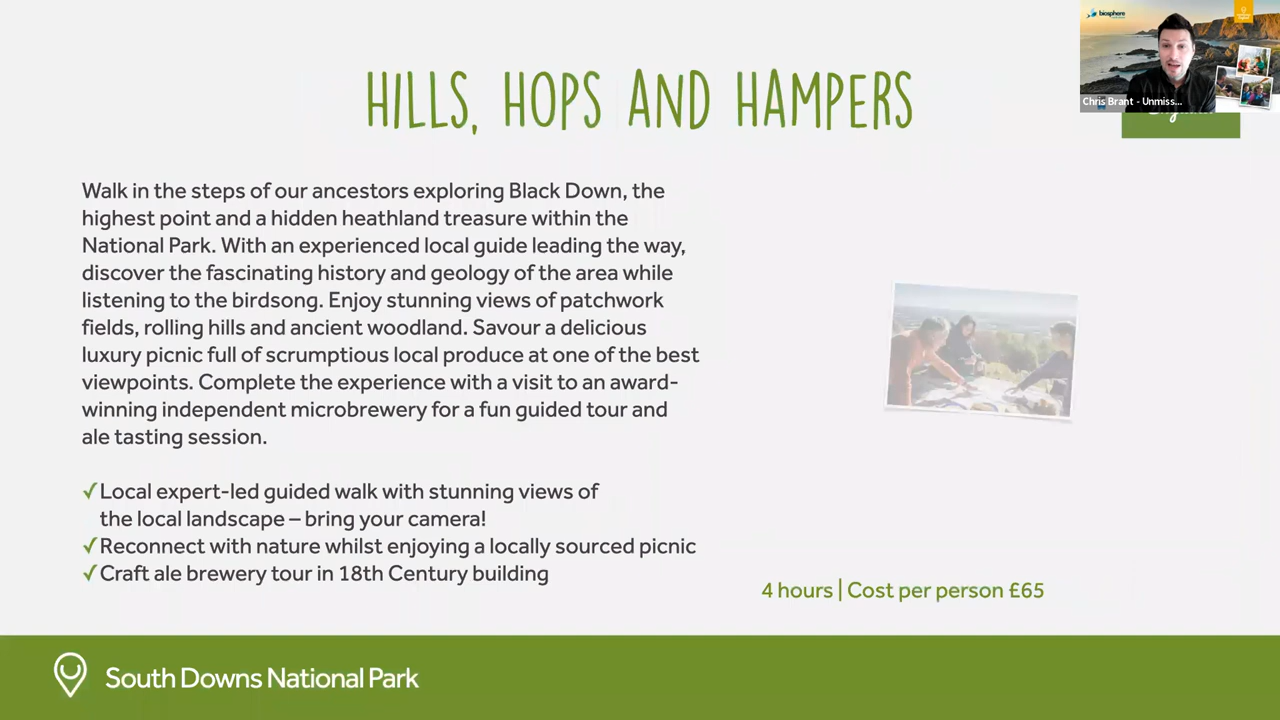 HILLS, HOPS AND HAMPERS
biosphere
Chris Brant - Unmiss...
Walk in the steps of our ancestors exploring Black Down, the
highest point and a hidden heathland treasure within the
National Park. With an experienced local guide leading the way,
discover the fascinating history and geology of the area while
listening to the birdsong. Enjoy stunning views of patchwork
fields, rolling hills and ancient woodland. Savour a delicious
luxury picnic full of scrumptious local produce at one of the best
viewpoints. Complete the experience with a visit to an award-
winning independent microbrewery for a fun guided tour and
ale tasting session.
✓Local expert-led guided walk with stunning views of
the local landscape – bring your camera!
✓Reconnect with nature whilst enjoying a locally sourced picnic
✓Craft ale brewery tour in 18th Century building
4 hours | Cost per person £65
South Downs National Park